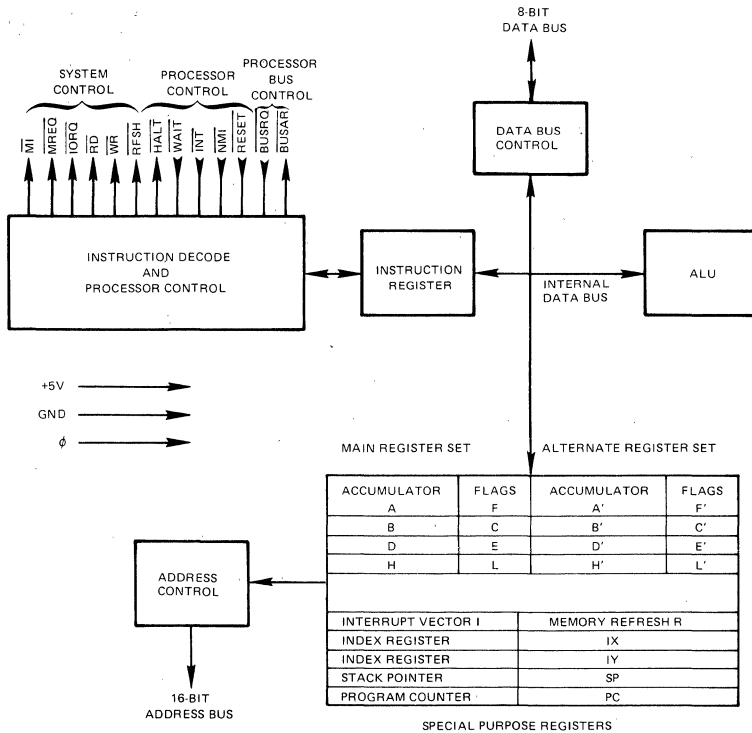 8-BIT
DATA BUS
SYSTEM
CONTROL
PROCESSOR
CONTROL
PROCESSOR
BUS
CONTROL
MI
MREQ
IORQ
RD
WR
RFSH
HALT
WAIT
INT
NMI
RESET
BUSRQ
BUSAR
DATA BUS
CONTROL
INSTRUCTION DECODE
AND
PROCESSOR CONTROL
INSTRUCTION
REGISTER
INTERNAL
DATA BUS
ALU
+5V
GND
ϕ
MAIN REGISTER SET
ALTERNATE REGISTER SET
ACCUMULATOR FLAGS ACCUMULATOR FLAGS
A F A' F'
B C B' C'
D E D' E'
H L H' L'
ADDRESS
CONTROL
INTERRUPT VECTOR I MEMORY REFRESH R
INDEX REGISTER IX
INDEX REGISTER IY
STACK POINTER SP
PROGRAM COUNTER PC
16-BIT
ADDRESS BUS
SPECIAL PURPOSE REGISTERS